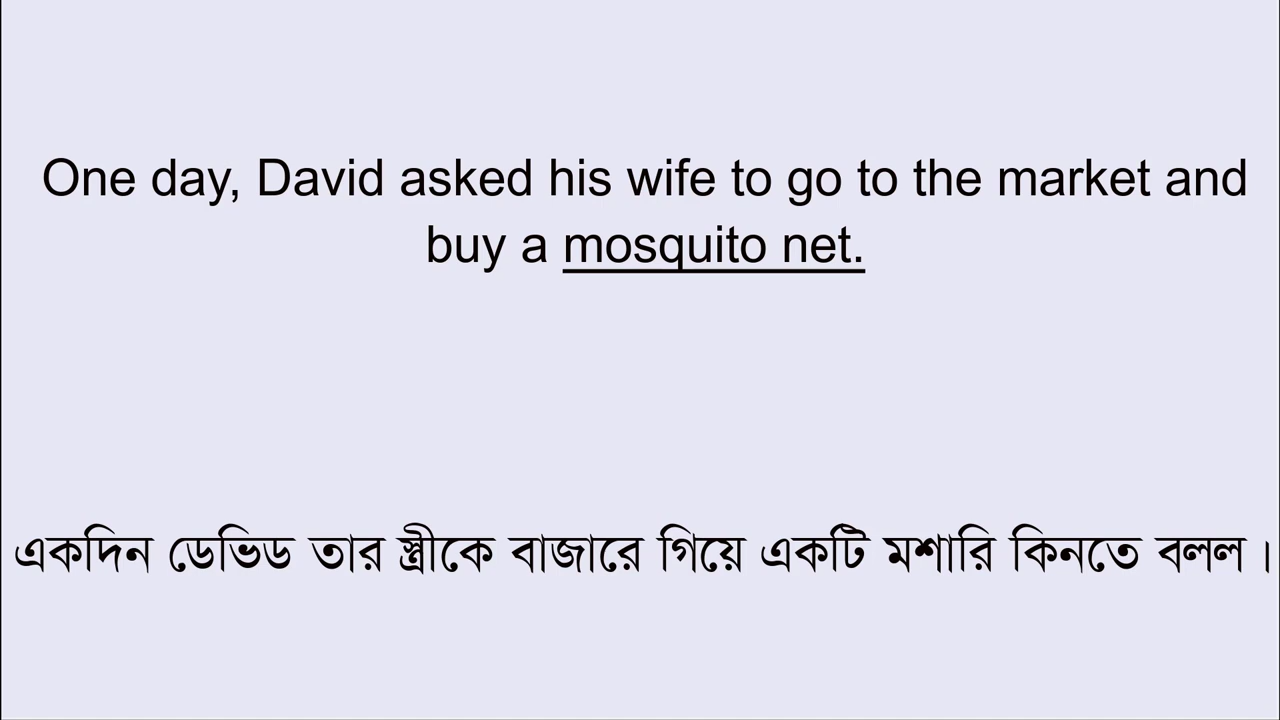 One day, David asked his wife to go to the market and
buy a mosquito net.
একদিন ডেভিড তার স্ত্রীকে বাজারে গিয়ে একটি মশারি কিনতে বলল।